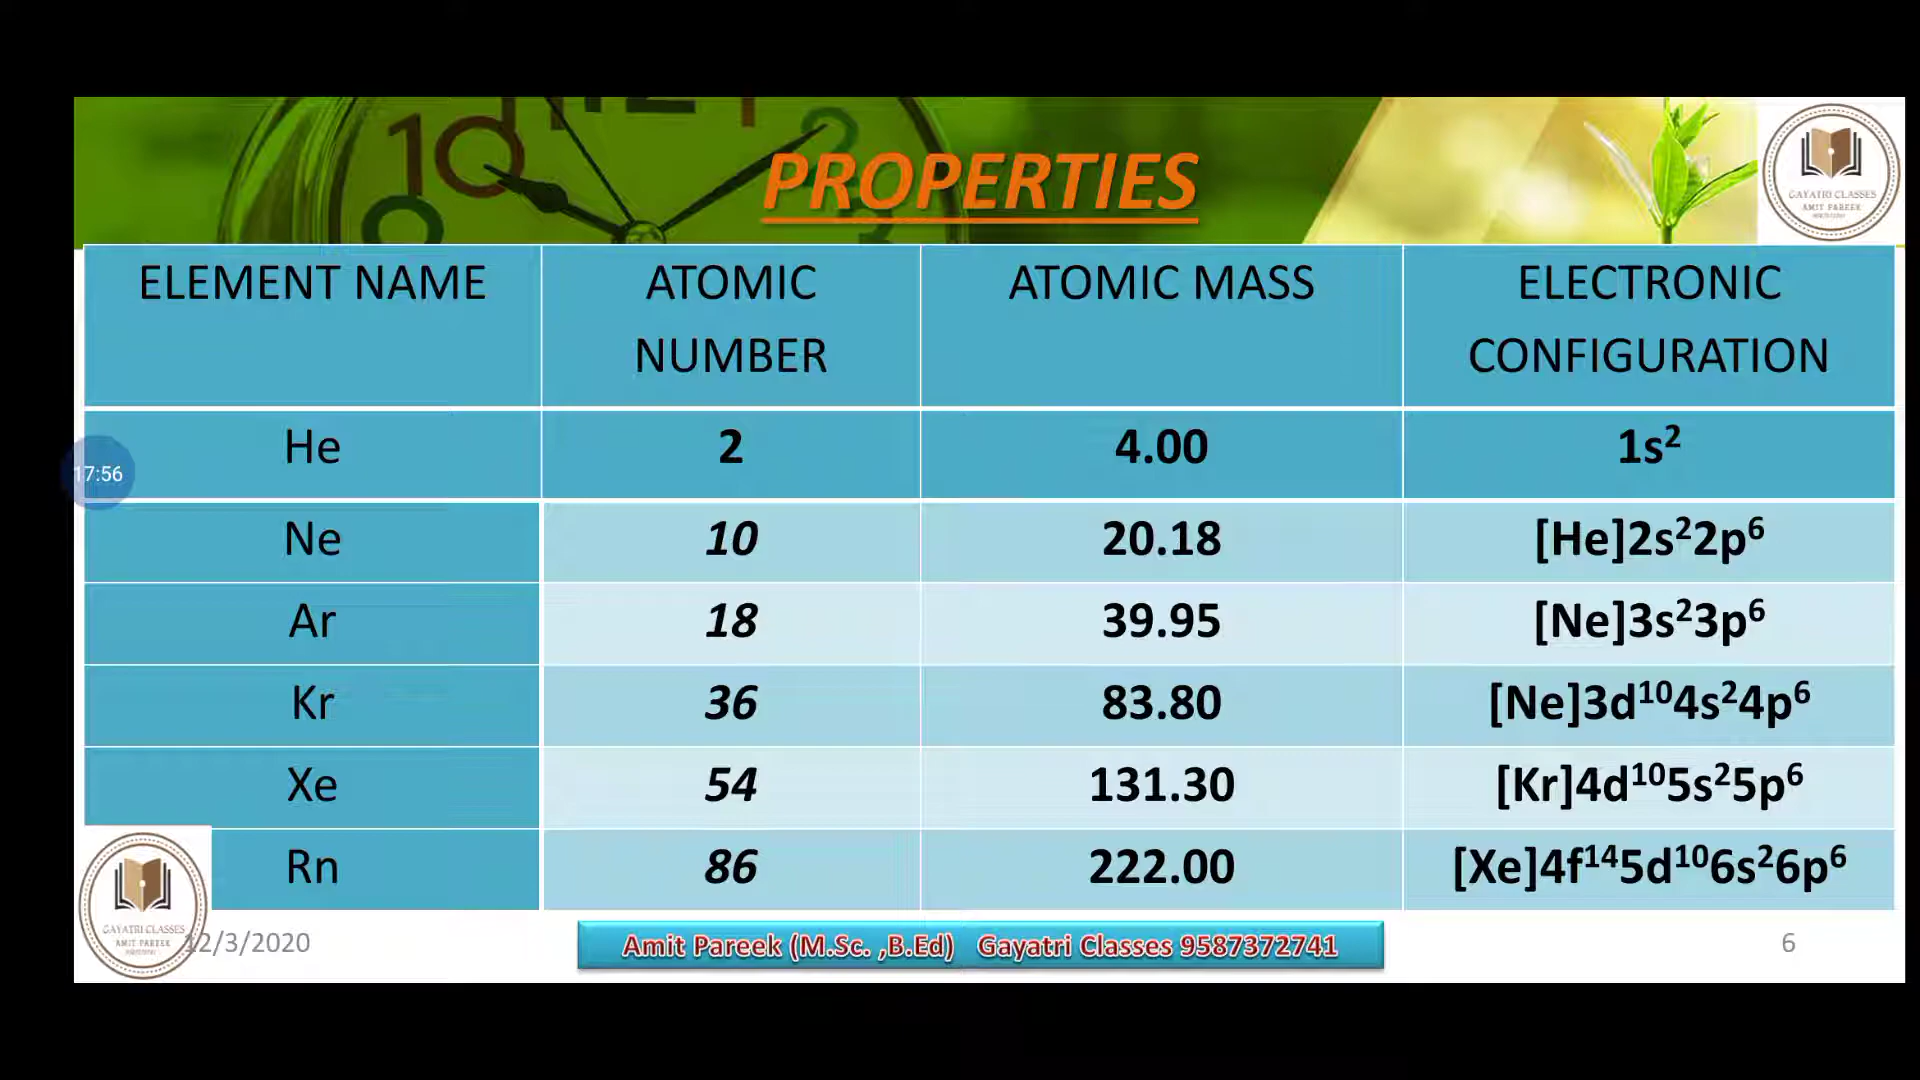 10
2
PROPERTIES
GAYATRI CLASSES
AMIT PAREEK
ELEMENT NAME
ATOMIC
NUMBER
ATOMIC MASS
ELECTRONIC
CONFIGURATION
He 2 4.00 1s²
17:56
Ne 10 20.18 [He]2s²2p⁶
Ar 18 39.95 [Ne]3s²3p⁶
Kr 36 83.80 [Ne]3d¹⁰4s²4p⁶
Xe 54 131.30 [Kr]4d¹⁰5s²5p⁶
Rn 86 222.00 [Xe]4f¹⁴5d¹⁰6s²6p⁶
GAYATRI CLASSES
AMIT PAREEK
12/3/2020
Amit Pareek (M.Sc. ,B.Ed) Gayatri Classes 9587372741
6